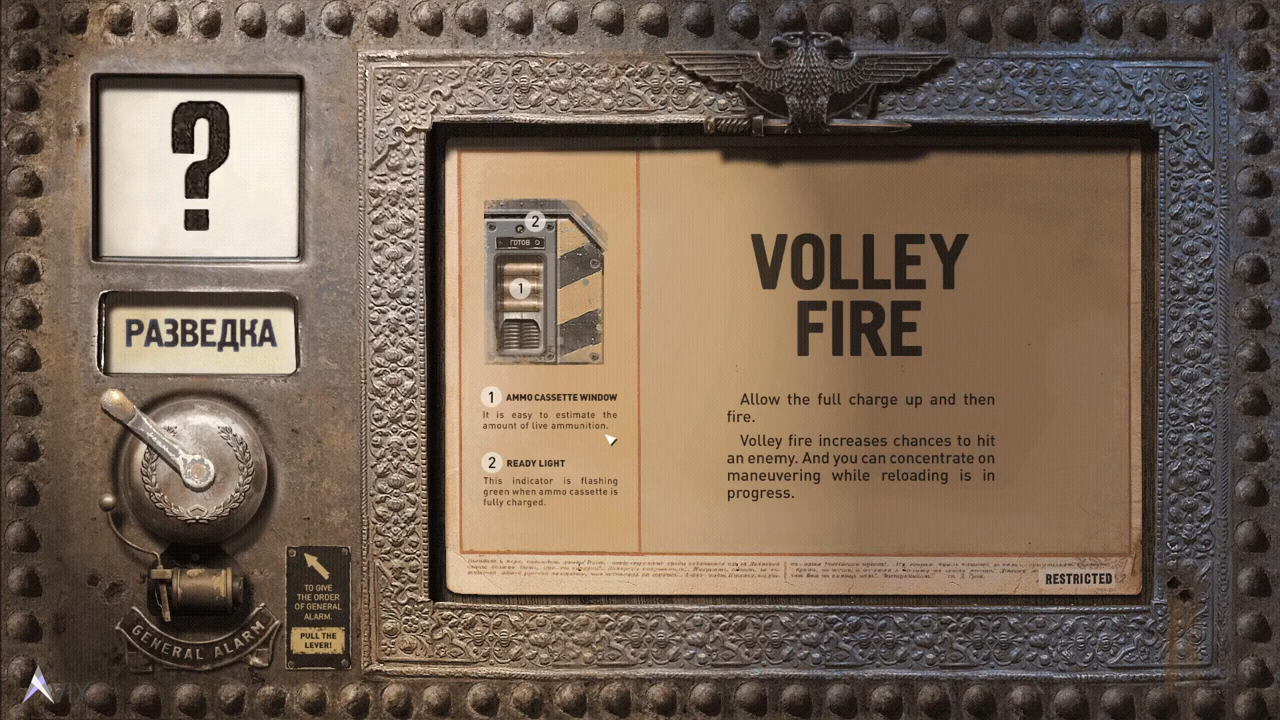 ?
РАЗВЕДКА
GENERAL ALARM
TO GIVE
THE ORDER
OF GENERAL
ALARM.
PULL THE
LEVER!
2
ГОТОВ
1
1 AMMO CASSETTE WINDOW
It is easy to estimate the
amount of live ammunition.
2 READY LIGHT
This indicator is flashing
green when ammo cassette is
fully charged.
VOLLEY
FIRE
Allow the full charge up and then
fire.
Volley fire increases chances to hit
an enemy. And you can concentrate on
maneuvering while reloading is in
progress.
RESTRICTED